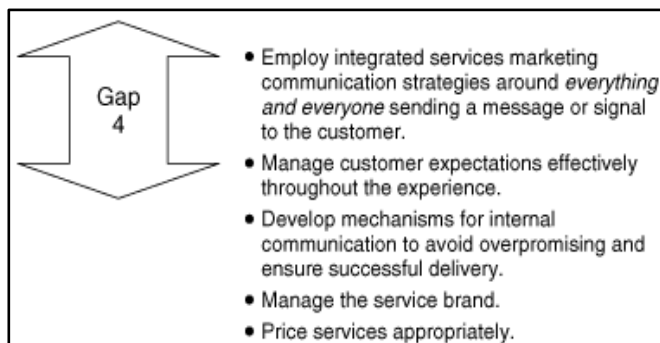 Gap
4
• Employ integrated services marketing
communication strategies around everything
and everyone sending a message or signal
to the customer.
• Manage customer expectations effectively
throughout the experience.
• Develop mechanisms for internal
communication to avoid overpromising and
ensure successful delivery.
• Manage the service brand.
• Price services appropriately.